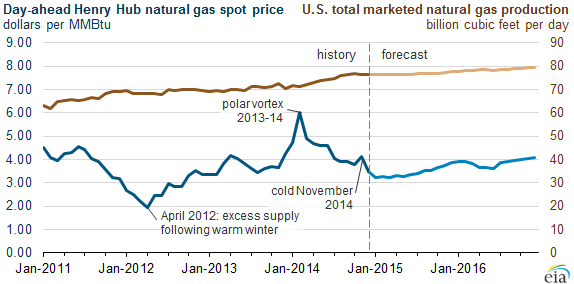 Day-ahead Henry Hub natural gas spot price
dollars per MMBtu
U.S. total marketed natural gas production
billion cubic feet per day
9.00
8.00
7.00
6.00
5.00
4.00
3.00
2.00
1.00
0.00
history
forecast
polar vortex
2013-14
cold November
2014
April 2012: excess supply
following warm winter
90
80
70
60
50
40
30
20
10
0
Jan-2011
Jan-2012
Jan-2013
Jan-2014
Jan-2015
Jan-2016
eia